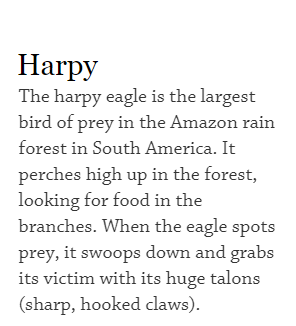 Harpy
The harpy eagle is the largest
bird of prey in the Amazon rain
forest in South America. It
perches high up in the forest,
looking for food in the
branches. When the eagle spots
prey, it swoops down and grabs
its victim with its huge talons
(sharp, hooked claws).